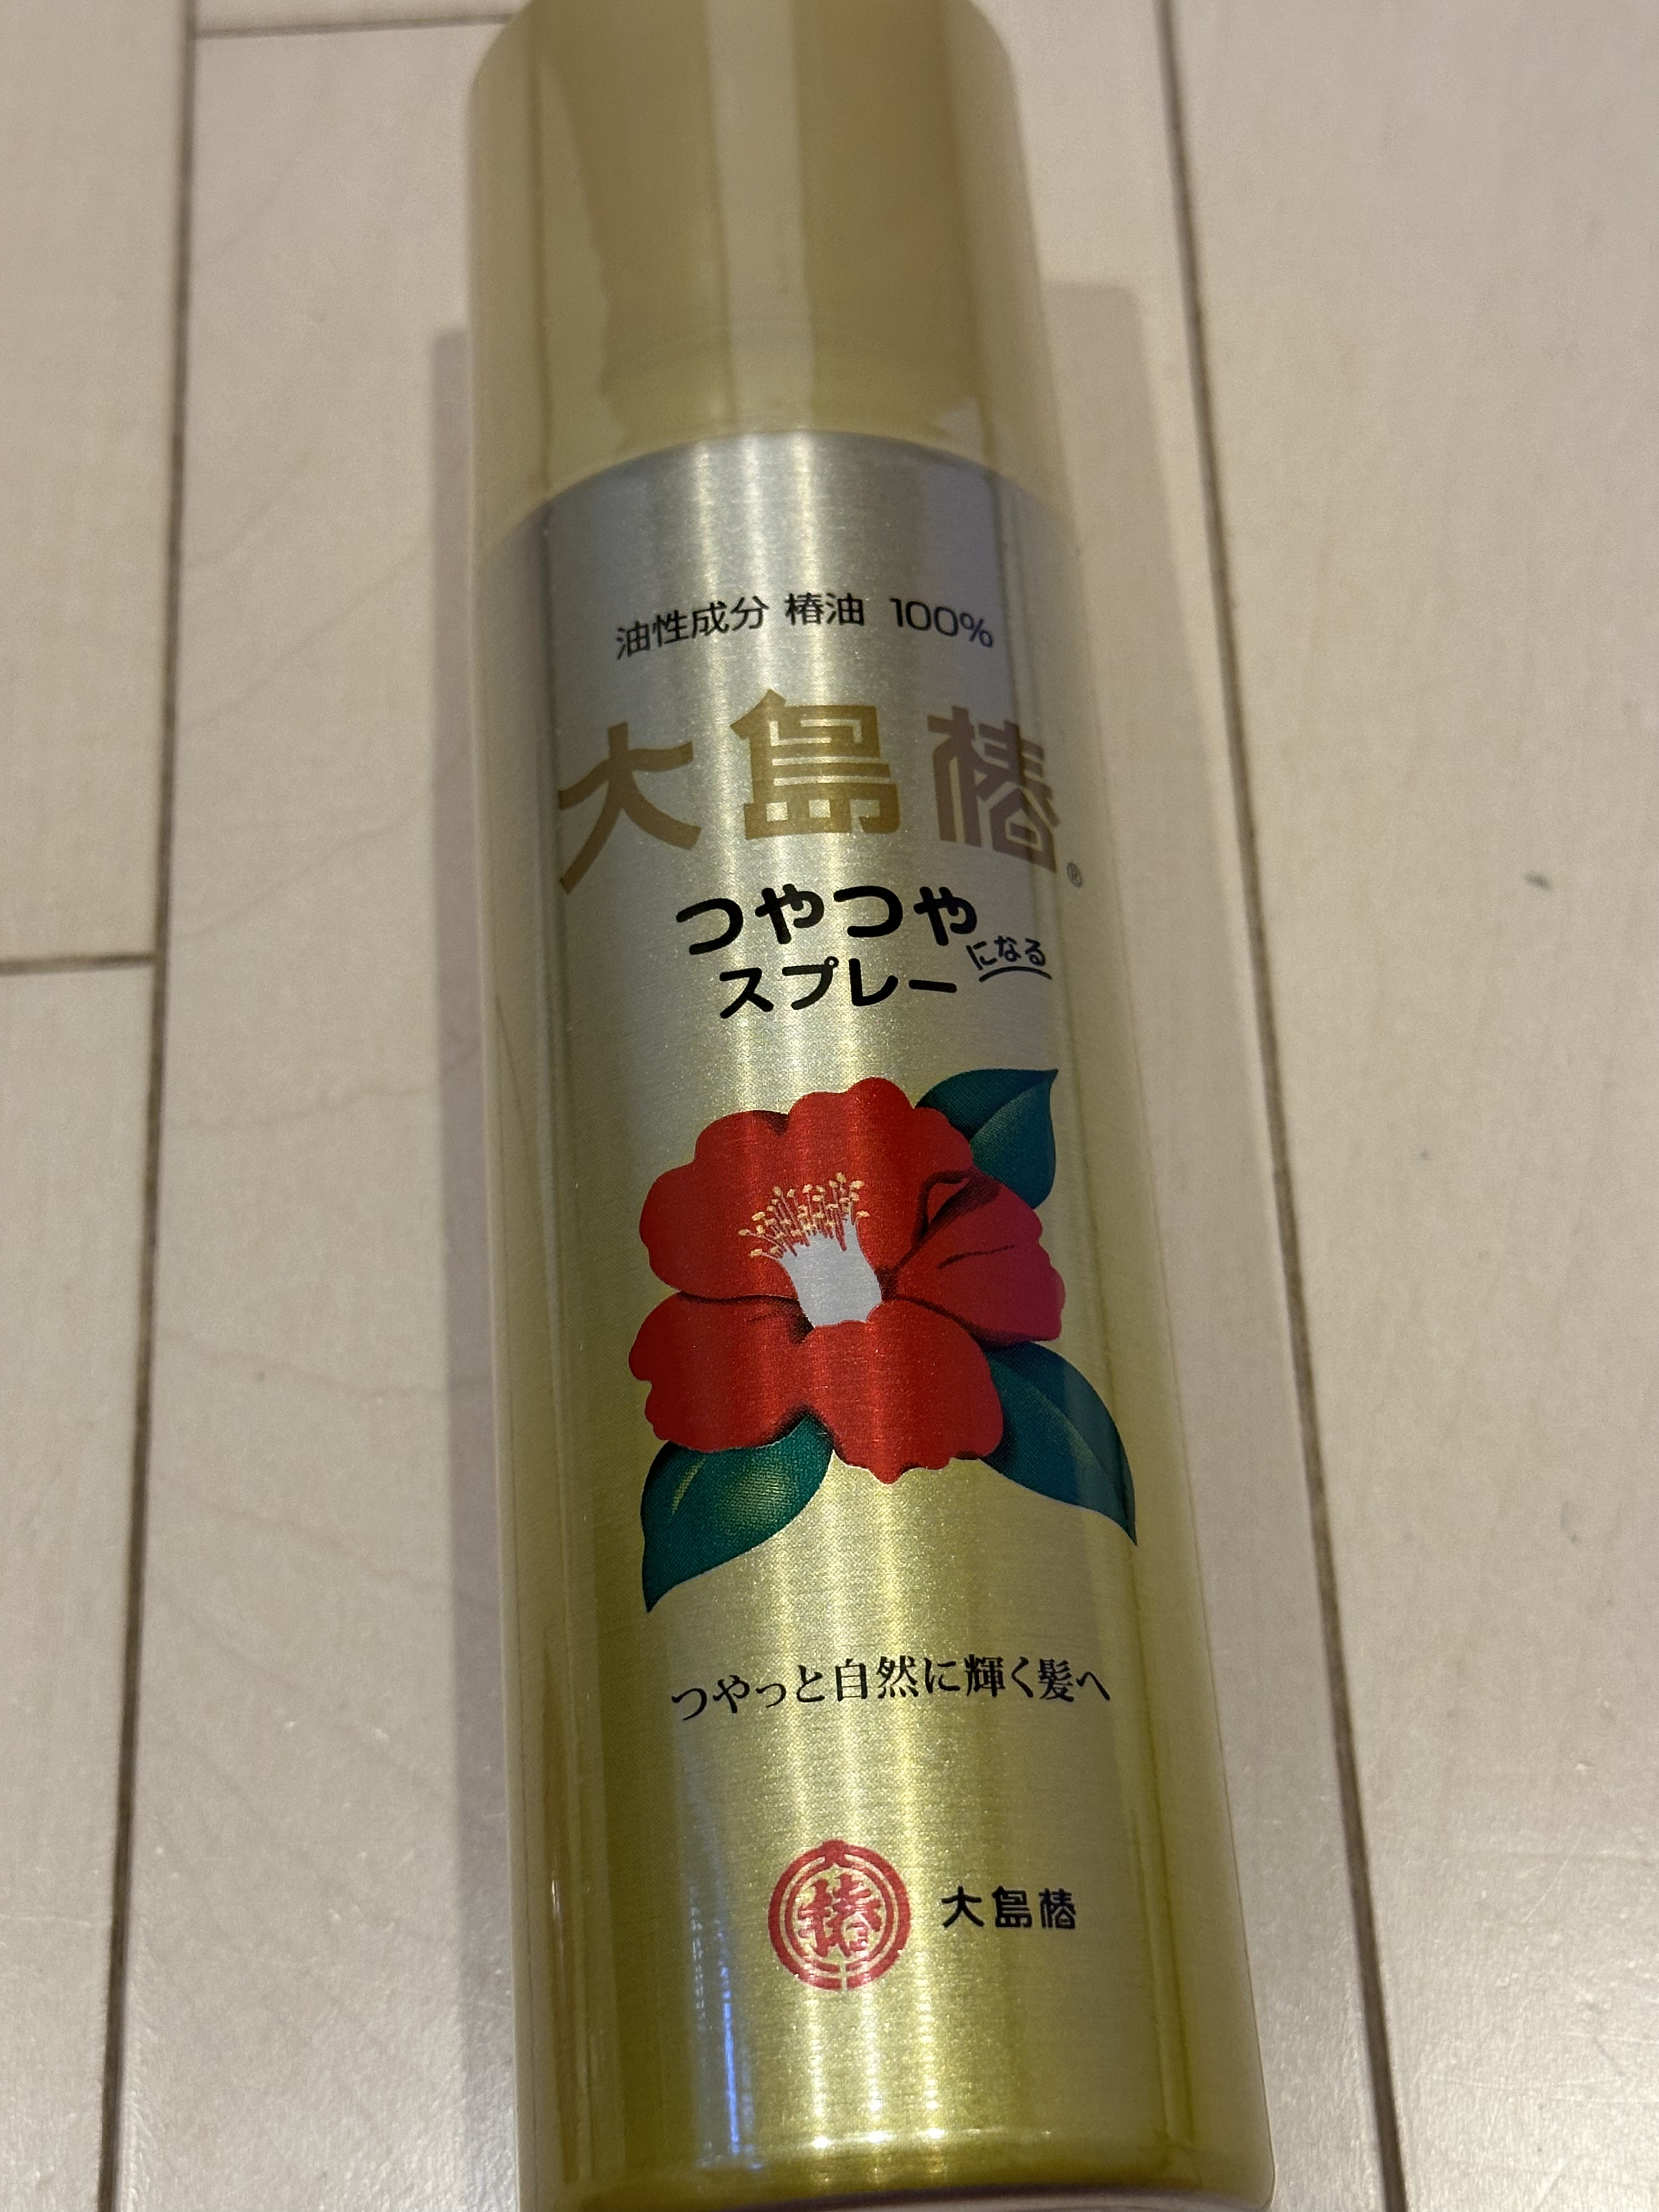 油性成分 椿油 100%
大島椿®
つやつや
になる
スプレー
つやっと自然に輝く髪へ
椿
大島椿